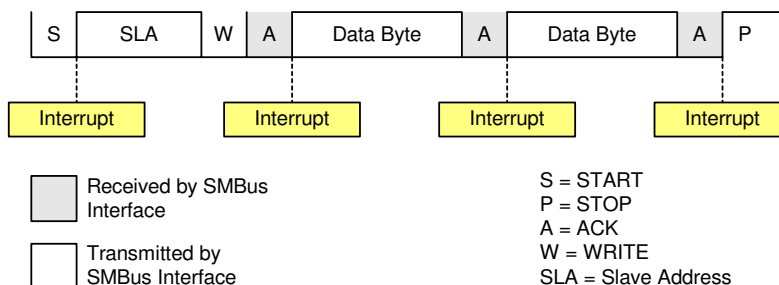 S SLA W A Data Byte A Data Byte A P
Interrupt Interrupt Interrupt Interrupt
Received by SMBus
Interface
Transmitted by
SMBus Interface
S = START
P = STOP
A = ACK
W = WRITE
SLA = Slave Address